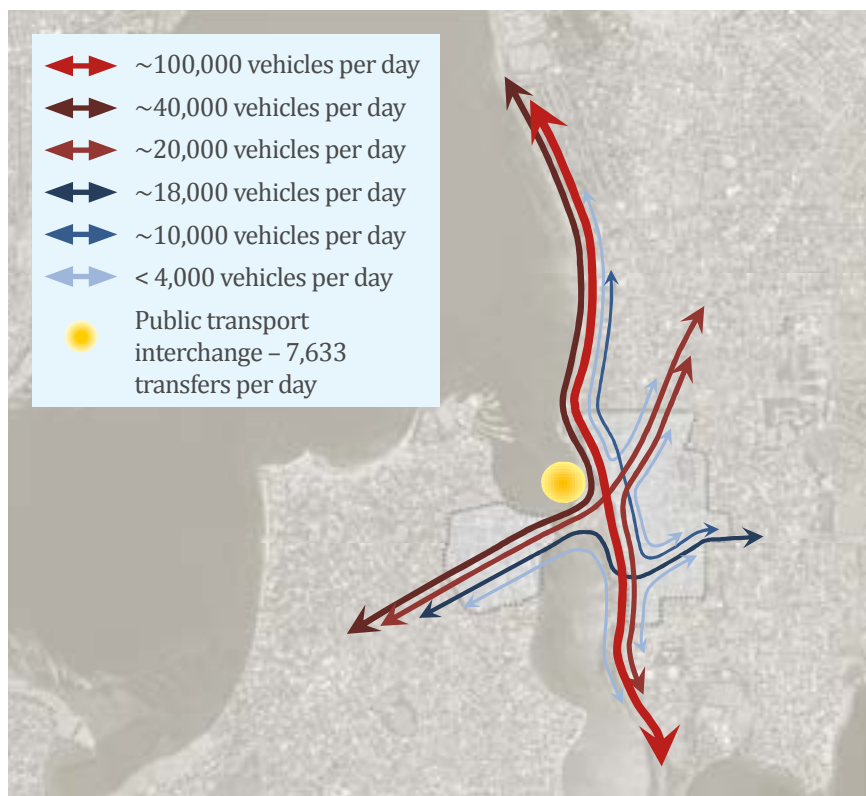 ~100,000 vehicles per day
~40,000 vehicles per day
~20,000 vehicles per day
~18,000 vehicles per day
~10,000 vehicles per day
< 4,000 vehicles per day
Public transport
interchange – 7,633
transfers per day